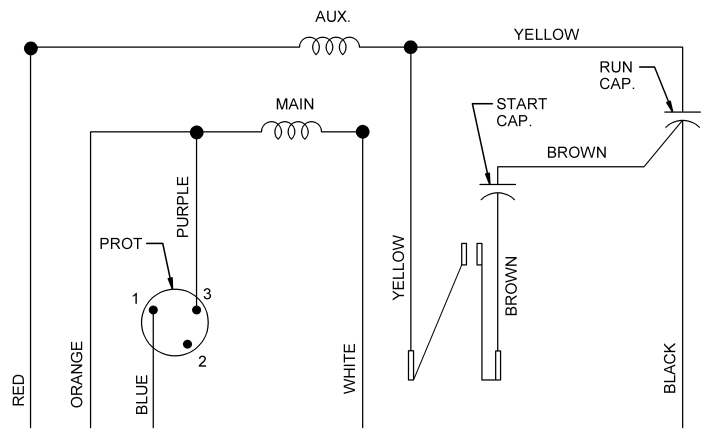 AUX.
YELLOW
RUN
CAP.
MAIN
START
CAP.
BROWN
PURPLE
PROT
YELLOW
BROWN
1
3
2
RED
ORANGE
BLUE
WHITE
BLACK